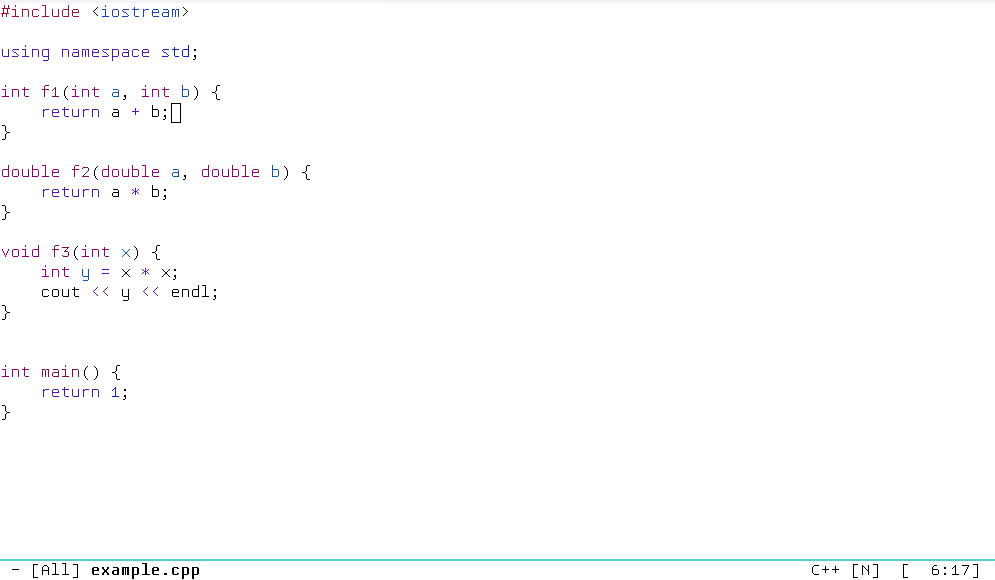 #include <iostream>

using namespace std;

int f1(int a, int b) {
    return a + b;
}

double f2(double a, double b) {
    return a * b;
}

void f3(int x) {
    int y = x * x;
    cout << y << endl;
}


int main() {
    return 1;
}

- [All] example.cpp C++ [N] [ 6:17]